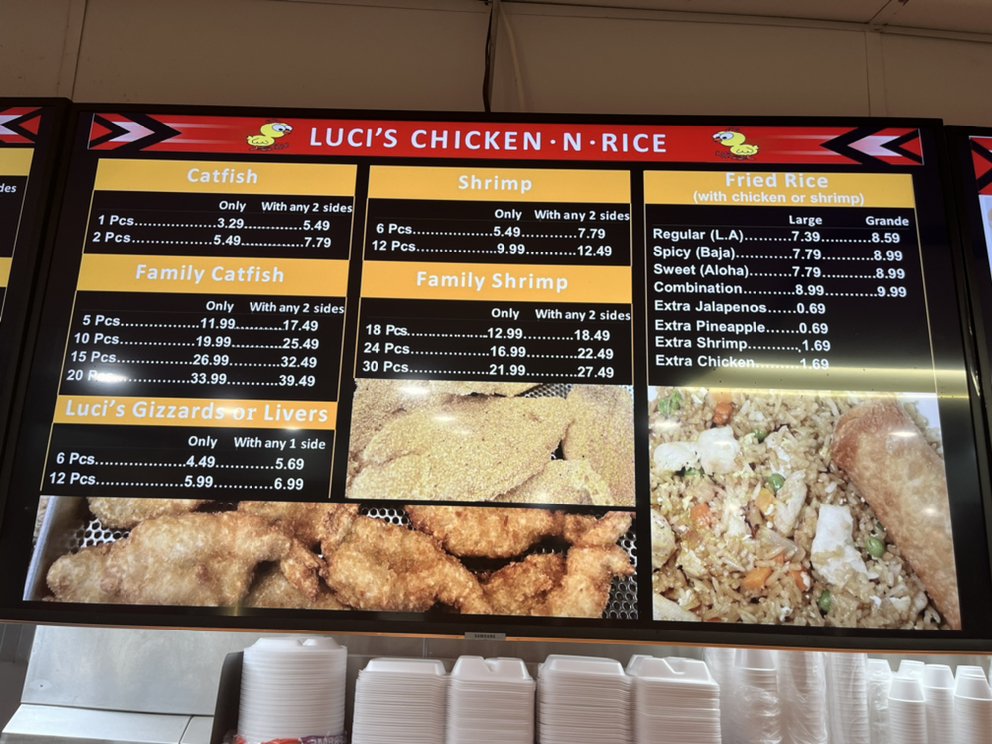 des
LUCI'S CHICKEN·N·RICE
Catfish
Only With any 2 sides
1 Pcs.....................3.29......................5.49
2 Pcs.....................5.49......................7.79
Family Catfish
Only With any 2 sides
5 Pcs....................11.99............17.49
10 Pcs....................19.99............25.49
15 Pcs....................26.99............32.49
20 Pcs....................33.99............39.49
Luci's Gizzards or Livers
Only With any 1 side
6 Pcs.....................4.49.............5.69
12 Pcs.....................5.99.............6.99
Shrimp
Only With any 2 sides
6 Pcs.....................5.49..............7.79
12 Pcs.....................9.99.............12.49
Family Shrimp
Only With any 2 sides
18 Pcs....................12.99.............18.49
24 Pcs....................16.99.............22.49
30 Pcs....................21.99.............27.49
Fried Rice
(with chicken or shrimp)
Large Grande
Regular (L.A)...........7.39............8.59
Spicy (Baja).............7.79............8.99
Sweet (Aloha)..........7.79............8.99
Combination............8.99............9.99
Extra Jalapenos.......0.69
Extra Pineapple........0.69
Extra Shrimp............1.69
Extra Chicken..........1.69
SAMSUNG